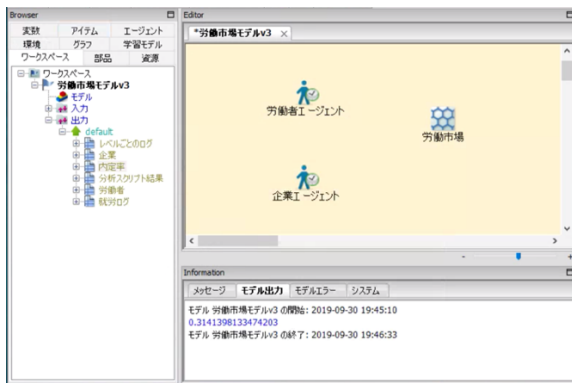 Browser
変数 アイテム エージェント
環境 グラフ 学習モデル
ワークスペース 部品 資源
ワークスペース
労働市場モデルv3
モデル
入力
出力
default
レベルごとのログ
企業
内定率
分析スクリプト結果
労働者
就労ログ
Editor
*労働市場モデルv3
労働者エージェント
労働市場
企業エージェント
Information
メッセージ モデル出力 モデルエラー システム
モデル 労働市場モデルv3 の開始: 2019-09-30 19:45:10
0.3141398133474203
モデル 労働市場モデルv3 の終了: 2019-09-30 19:46:33